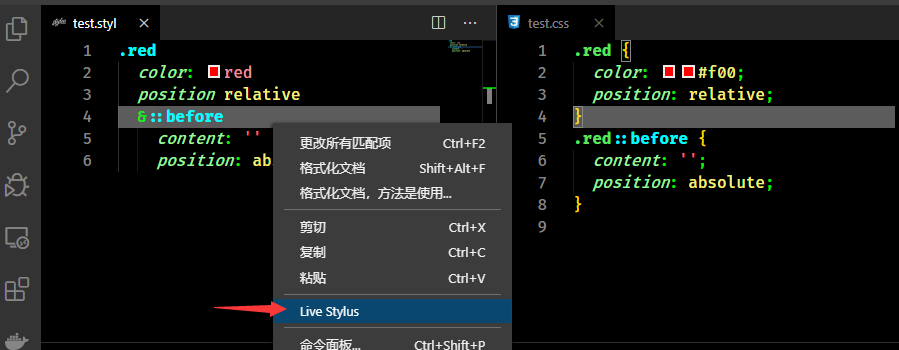 test.styl
test.css
1 .red
2 color: red
3 position relative
4 &::before
5 content: ''
6 position: ab
更改所有匹配项 Ctrl+F2
格式化文档 Shift+Alt+F
格式化文档，方法是使用...
剪切 Ctrl+X
复制 Ctrl+C
粘贴 Ctrl+V
Live Stylus
命令面板... Ctrl+Shift+P
1 .red {
2 color: #f00;
3 position: relative;
4 }
5 .red::before {
6 content: '';
7 position: absolute;
8 }
9